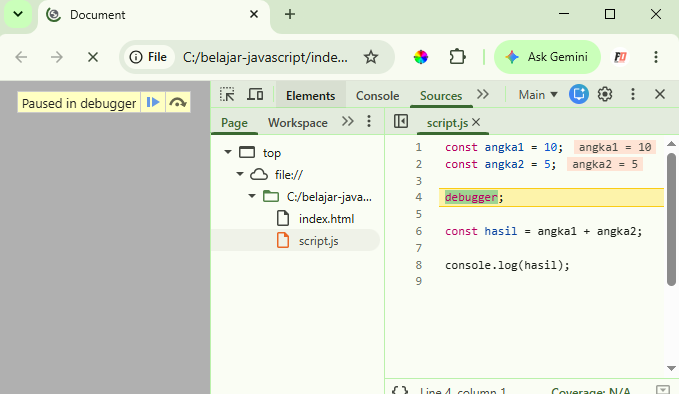 Document
File C:/belajar-javascript/inde...
Ask Gemini
Paused in debugger
Elements Console Sources Main
Page Workspace
script.js
top
file://
C:/belajar-java...
index.html
script.js
1 const angka1 = 10; angka1 = 10
2 const angka2 = 5; angka2 = 5
3
4 debugger;
5
6 const hasil = angka1 + angka2;
7
8 console.log(hasil);
9
{} Line 4, column 1 Coverage: N/A